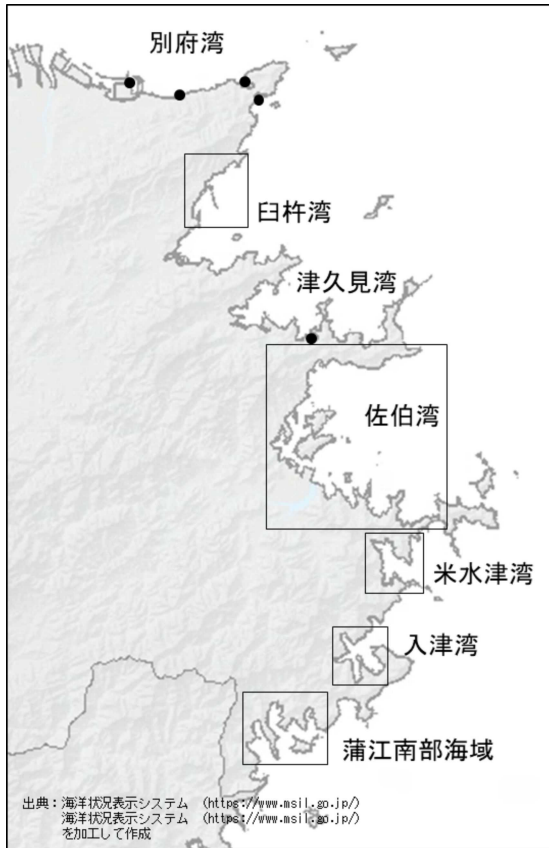 別府湾
臼杵湾
津久見湾
佐伯湾
米水津湾
入津湾
蒲江南部海域
出典：海洋状況表示システム （https://www.msil.go.jp/）
海洋状況表示システム （https://www.msil.go.jp/）
を加工して作成